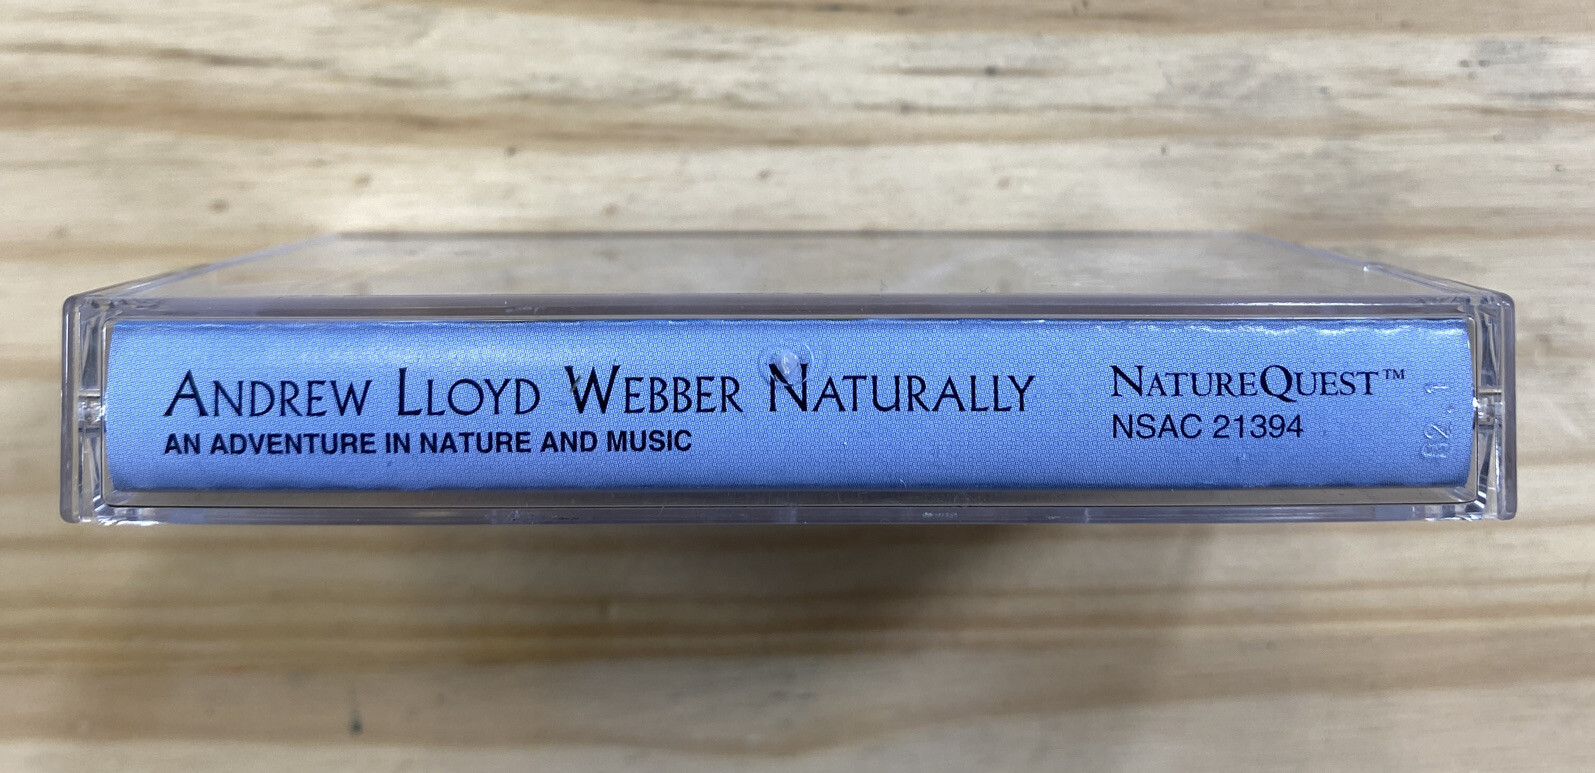 ANDREW LLOYD WEBBER NATURALLY
AN ADVENTURE IN NATURE AND MUSIC
NATUREQUEST™
NSAC 21394